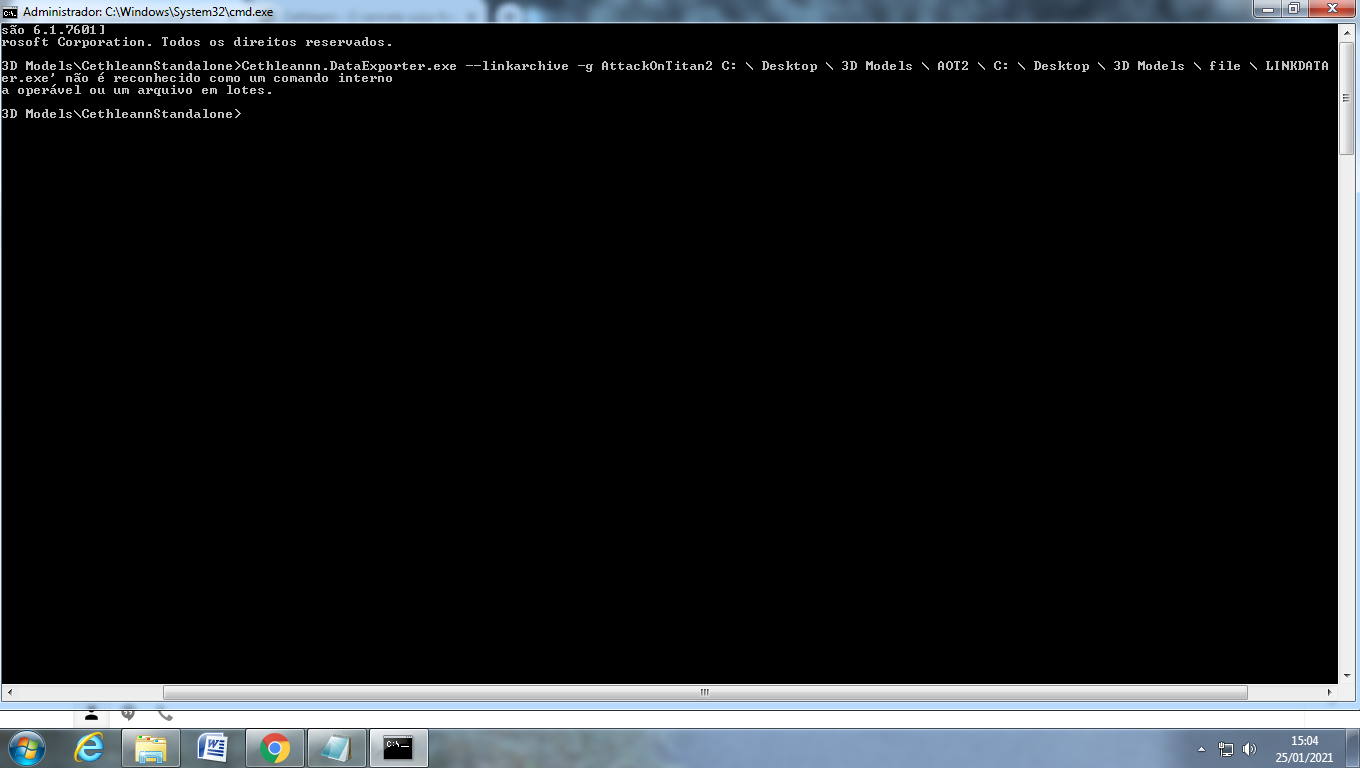 Administrador: C:\Windows\System32\cmd.exe
são 6.1.7601]
rosoft Corporation. Todos os direitos reservados.
3D Models\CethleannStandalone>Cethleannn.DataExporter.exe --linkarchive -g AttackOnTitan2 C: \ Desktop \ 3D Models \ AOT2 \ C: \ Desktop \ 3D Models \ file \ LINKDATA
er.exe' não é reconhecido como um comando interno
a operável ou um arquivo em lotes.
3D Models\CethleannStandalone>
15:04
25/01/2021